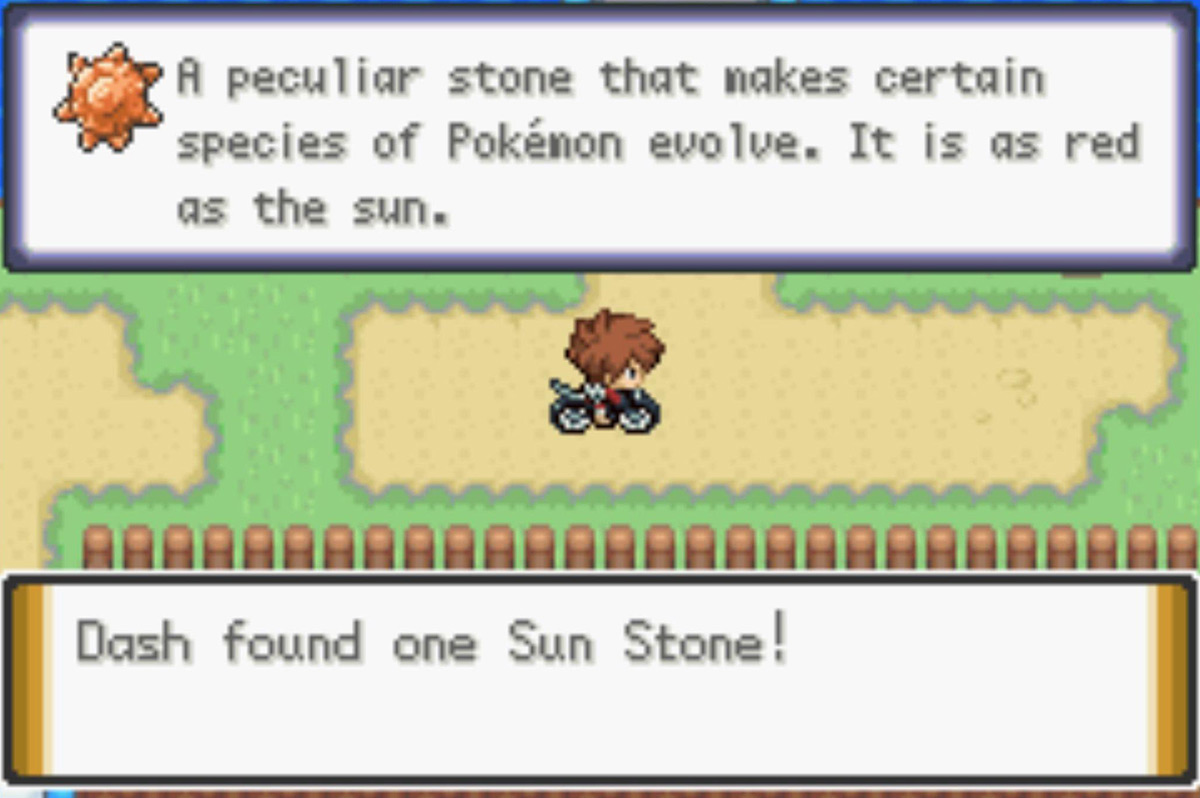 A peculiar stone that makes certain
species of Pokémon evolve. It is as red
as the sun.
Dash found one Sun Stone!